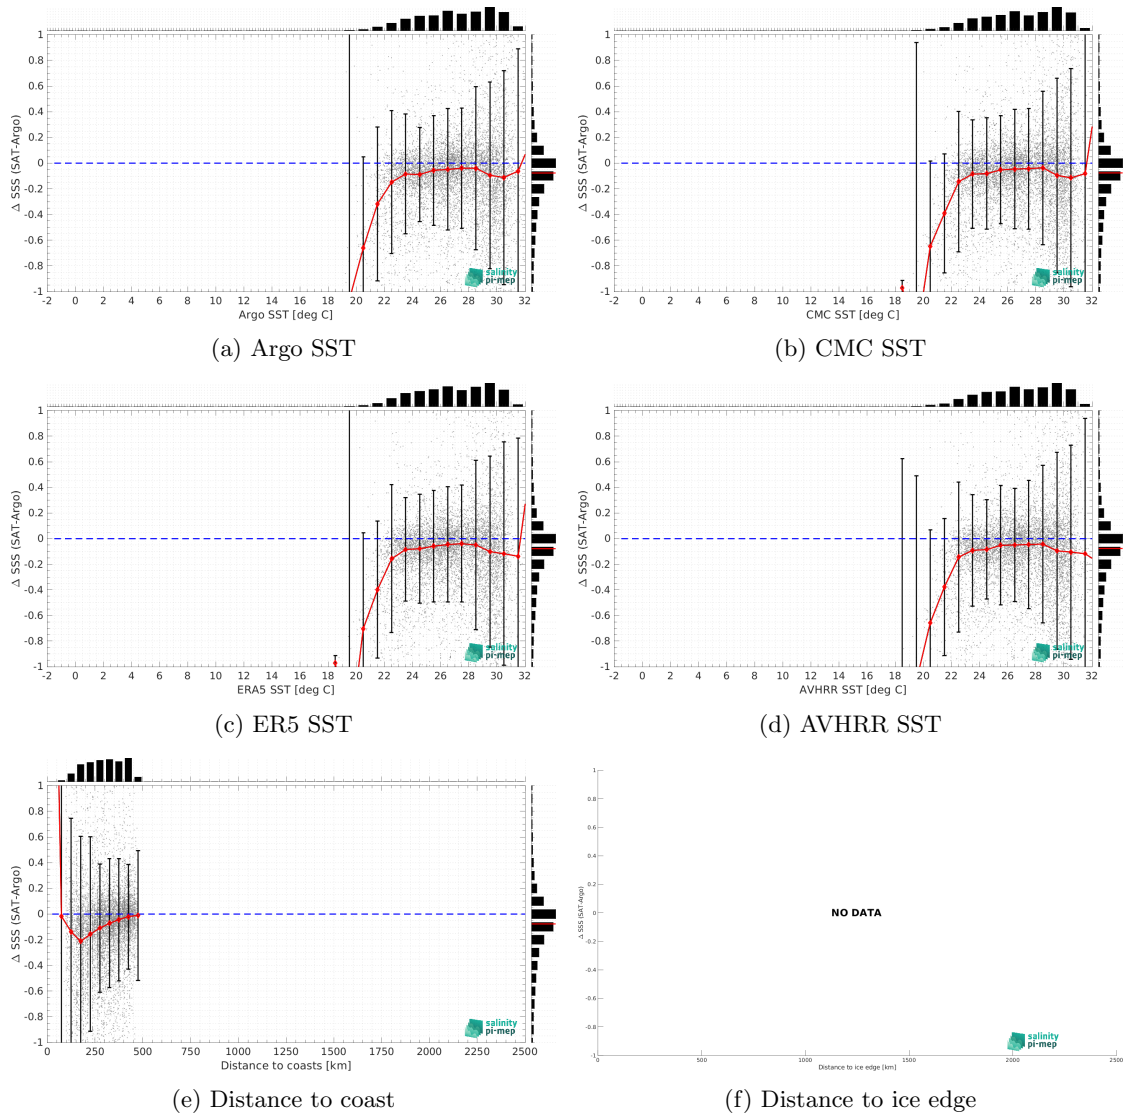 1
0.8
0.6
0.4
0.2
0
-0.2
-0.4
-0.6
-0.8
-1
Δ SSS (SAT-Argo)
salinity
pi-mep
-2 0 2 4 6 8 10 12 14 16 18 20 22 24 26 28 30 32
Argo SST [deg C]
(a) Argo SST
1
0.8
0.6
0.4
0.2
0
-0.2
-0.4
-0.6
-0.8
-1
Δ SSS (SAT-Argo)
salinity
pi-mep
-2 0 2 4 6 8 10 12 14 16 18 20 22 24 26 28 30 32
CMC SST [deg C]
(b) CMC SST
1
0.8
0.6
0.4
0.2
0
-0.2
-0.4
-0.6
-0.8
-1
Δ SSS (SAT-Argo)
salinity
pi-mep
-2 0 2 4 6 8 10 12 14 16 18 20 22 24 26 28 30 32
ERA5 SST [deg C]
(c) ER5 SST
1
0.8
0.6
0.4
0.2
0
-0.2
-0.4
-0.6
-0.8
-1
Δ SSS (SAT-Argo)
salinity
pi-mep
-2 0 2 4 6 8 10 12 14 16 18 20 22 24 26 28 30 32
AVHRR SST [deg C]
(d) AVHRR SST
1
0.8
0.6
0.4
0.2
0
-0.2
-0.4
-0.6
-0.8
-1
Δ SSS (SAT-Argo)
salinity
pi-mep
0 250 500 750 1000 1250 1500 1750 2000 2250 2500
Distance to coasts [km]
(e) Distance to coast
1
0.8
0.6
0.4
0.2
0
-0.2
-0.4
-0.6
-0.8
-1
Δ SSS (SAT-Argo)
NO DATA
salinity
pi-mep
0 500 1000 1500 2000 2500
Distance to ice edge [km]
(f) Distance to ice edge